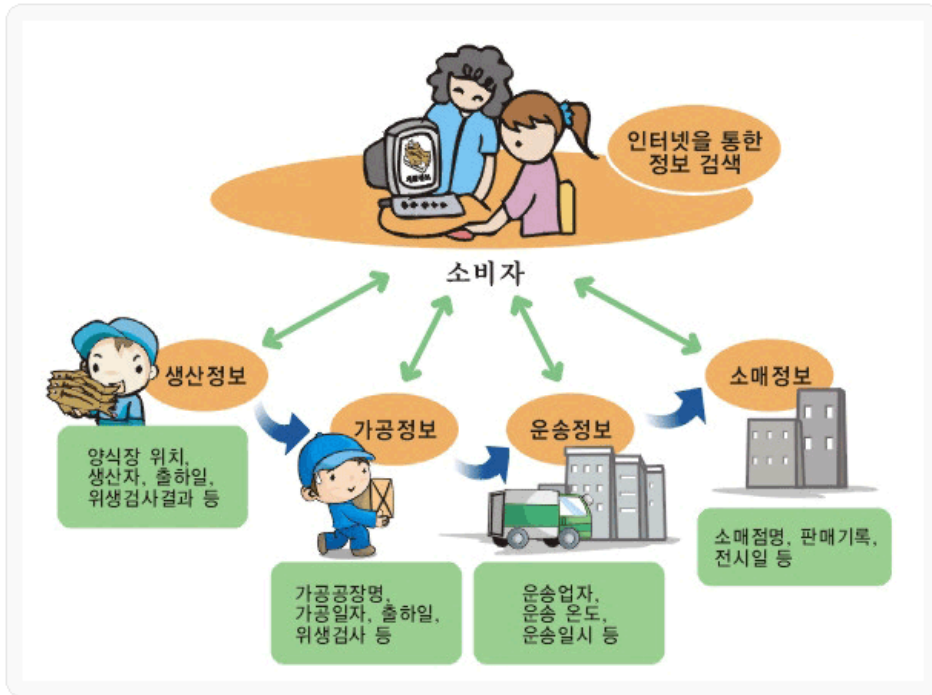 인터넷을 통한
정보 검색
소비자
생산정보
양식장 위치,
생산자, 출하일,
위생검사결과 등
가공정보
가공공장명,
가공일자, 출하일,
위생검사 등
운송정보
운송업자,
운송 온도,
운송일시 등
소매정보
소매점명, 판매기록,
전시일 등